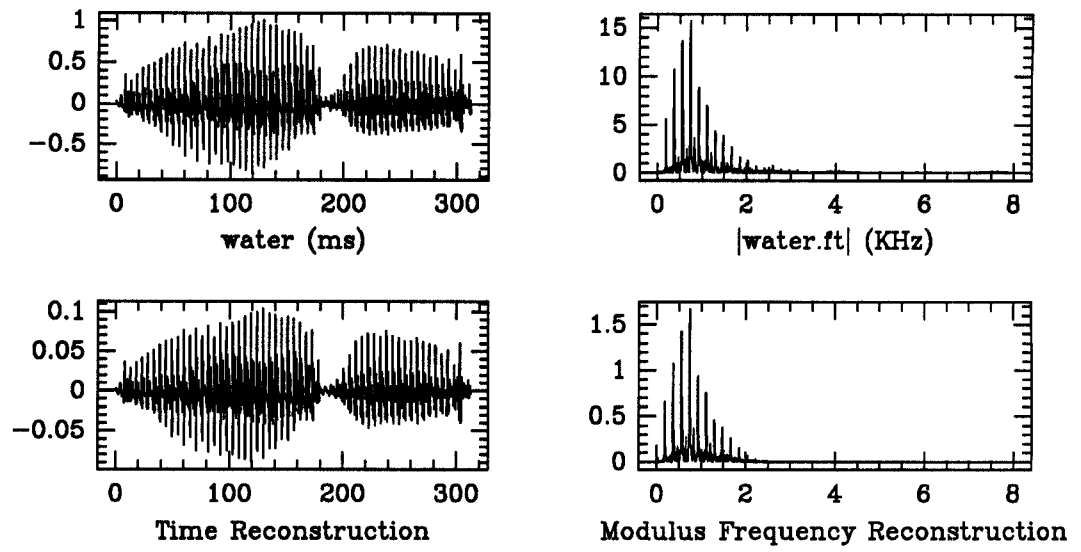 1
0.5
0
−0.5
0 100 200 300
water (ms)
15
10
5
0
0 2 4 6 8
|water.ft| (KHz)
0.1
0.05
0
−0.05
0 100 200 300
Time Reconstruction
1.5
1
0.5
0
0 2 4 6 8
Modulus Frequency Reconstruction